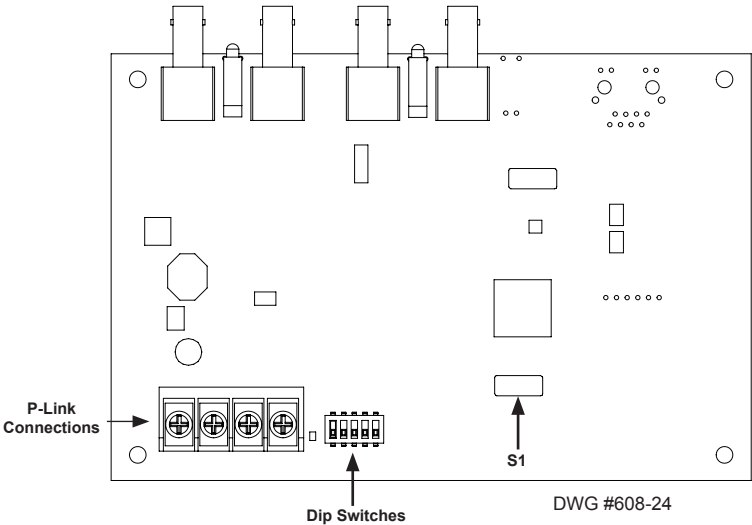 P-Link
Connections
S1
Dip Switches
DWG #608-24